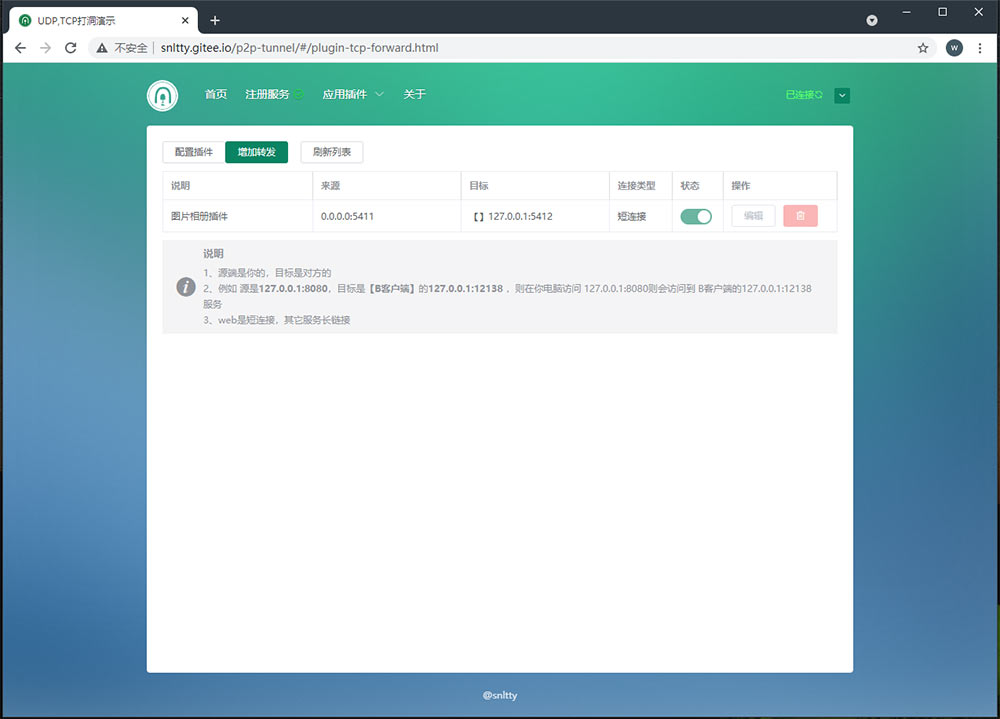 UDP,TCP打洞演示
不安全 snltty.gitee.io/p2p-tunnel/#/plugin-tcp-forward.html
W
首页 注册服务 应用插件 关于 已连接
配置插件 增加转发 刷新列表
说明 来源 目标 连接类型 状态 操作
图片相册插件 0.0.0.0:5411 【】127.0.0.1:5412 短连接 编辑
说明
1、源端是你的，目标是对方的
2、例如 源是127.0.0.1:8080，目标是【B客户端】的127.0.0.1:12138 ，则在你电脑访问 127.0.0.1:8080则会访问到 B客户端的127.0.0.1:12138
服务
3、web是短连接，其它服务长链接
@snltty